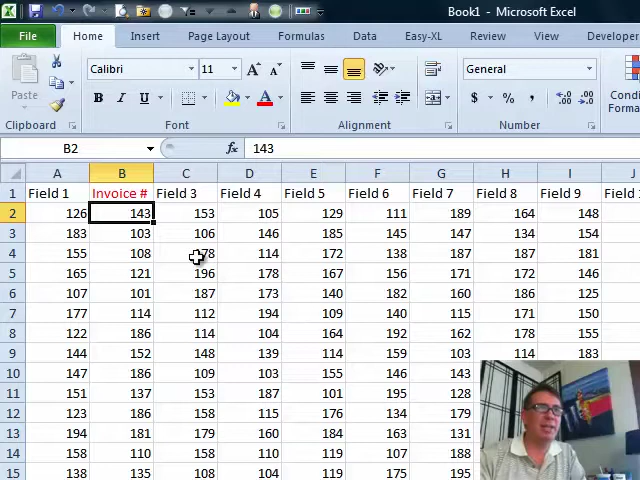 Book1 - Microsoft Excel
File Home Insert Page Layout Formulas Data Easy-XL Review View Developer
Paste Calibri 11 General
B I U A A A $ % , .0 .00 .00 .0 Condi
Clipboard Font Alignment Number
B2 fx 143
A B C D E F G H I J
1 Field 1 Invoice # Field 3 Field 4 Field 5 Field 6 Field 7 Field 8 Field 9 Field 1
2 126 143 153 105 129 111 189 164 148
3 183 103 106 146 185 145 147 134 154
4 155 108 78 114 172 138 187 187 181
5 165 121 196 178 167 156 171 172 146
6 107 101 187 173 140 182 160 186 125
7 177 114 112 194 109 140 115 171 150
8 122 186 114 104 164 192 162 178 155
9 144 152 148 139 114 159 103 114 183
10 147 186 109 103 155 146 143
11 151 137 153 187 101 195 128
12 123 186 158 115 176 134 179
13 194 181 179 160 184 163 131
14 158 110 158 110 119 107 188
15 138 135 108 104 119 175 195